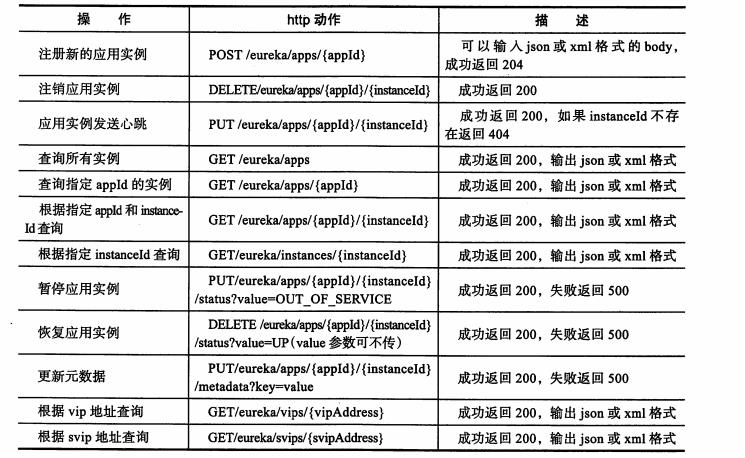 操 作 http 动作 描 述
注册新的应用实例 POST /eureka/apps/{appId} 可以输入json或xml格式的body，
成功返回 204
注销应用实例 DELETE/eureka/apps/{appId}/{instanceId} 成功返回 200
应用实例发送心跳 PUT /eureka/apps/{appId}/{instanceId} 成功返回 200，如果 instanceId 不存
在返回 404
查询所有实例 GET /eureka/apps 成功返回 200，输出 json 或 xml 格式
查询指定 appId 的实例 GET /eureka/apps/{appId} 成功返回 200，输出 json 或 xml 格式
根据指定 appId 和 instance-
Id 查询 GET /eureka/apps/{appId}/{instanceId} 成功返回 200，输出 json 或 xml 格式
根据指定 instanceId 查询 GET/eureka/instances/{instanceId} 成功返回 200，输出 json 或 xml 格式
暂停应用实例 PUT/eureka/apps/{appId}/{instanceId}
/status?value=OUT_OF_SERVICE 成功返回 200，失败返回 500
恢复应用实例 DELETE /eureka/apps/{appId}/{instanceId}
/status?value=UP（value 参数可不传） 成功返回 200，失败返回 500
更新元数据 PUT/eureka/apps/{appId}/{instanceId}
/metadata?key=value 成功返回 200，失败返回 500
根据 vip 地址查询 GET/eureka/vips/{vipAddress} 成功返回 200，输出 json 或 xml 格式
根据 svip 地址查询 GET/eureka/svips/{svipAddress} 成功返回 200，输出 json 或 xml 格式